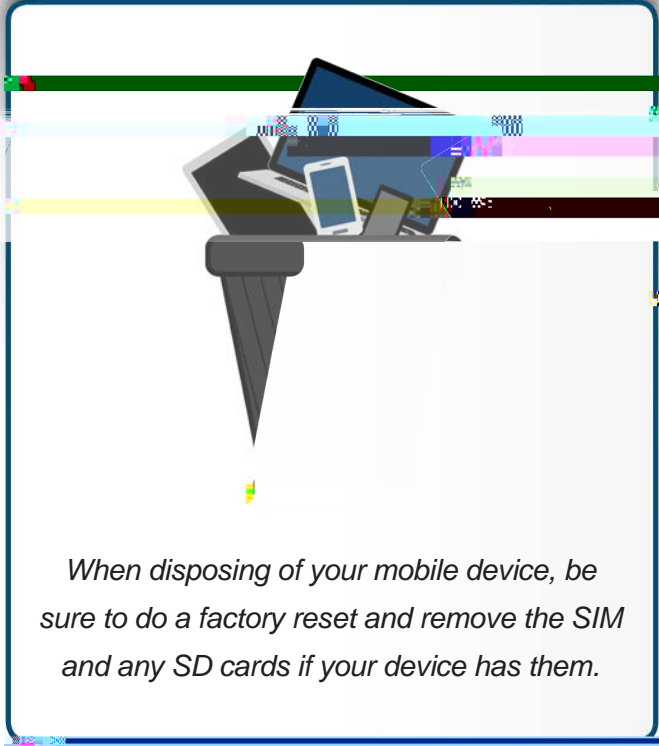 When disposing of your mobile device, be
sure to do a factory reset and remove the SIM
and any SD cards if your device has them.